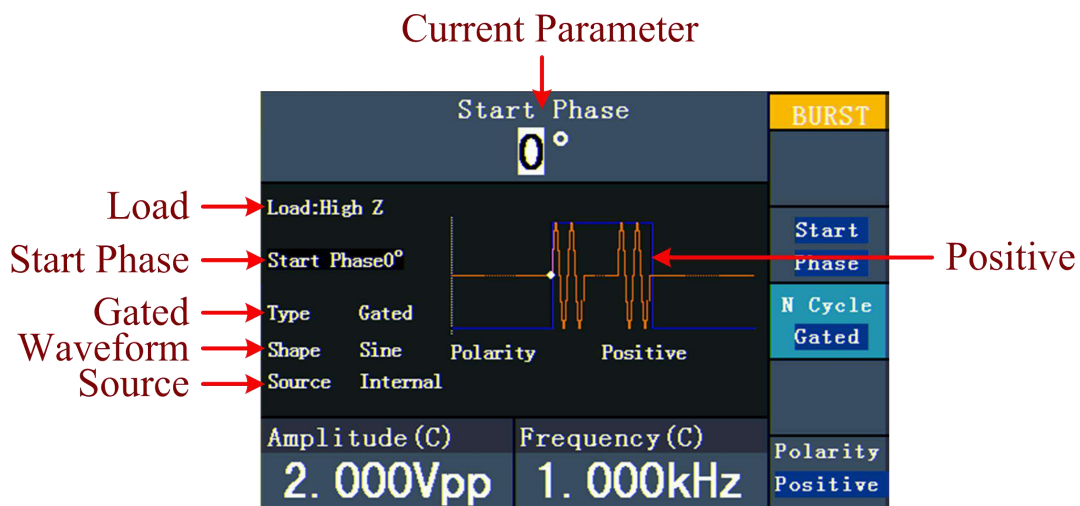 Current Parameter
Start Phase
0°
BURST
Load
Load:High Z
Start Phase
Start Phase0°
Gated
Type Gated
Waveform
Shape Sine
Source
Source Internal
Polarity Positive
Positive
Start
Phase
N Cycle
Gated
Amplitude(C)
2.000Vpp
Frequency(C)
1.000kHz
Polarity
Positive